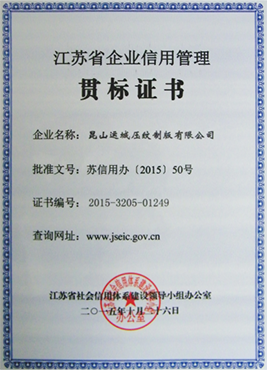 江苏省企业信用管理
贯标证书
企业名称：昆山运城压纹制版有限公司
批准文号：苏信用办〔2015〕50号
证书编号：2015-3205-01249
查询网址：www.jseic.gov.cn
江苏省社会信用体系建设领导小组办公室
二〇一五年十月二十六日
办公室